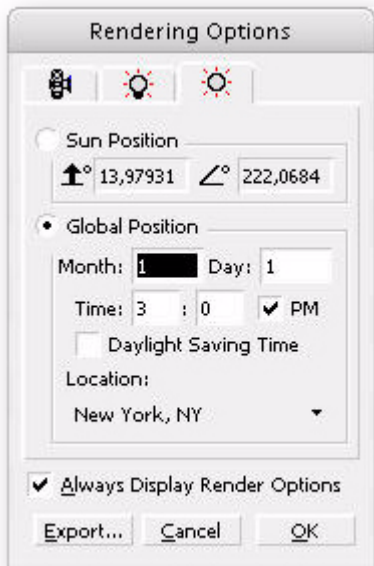 Rendering Options
Sun Position
° 13,97931 ° 222,0684
Global Position
Month: 1 Day: 1
Time: 3 : 0 PM
Daylight Saving Time
Location:
New York, NY
Always Display Render Options
Export... Cancel OK